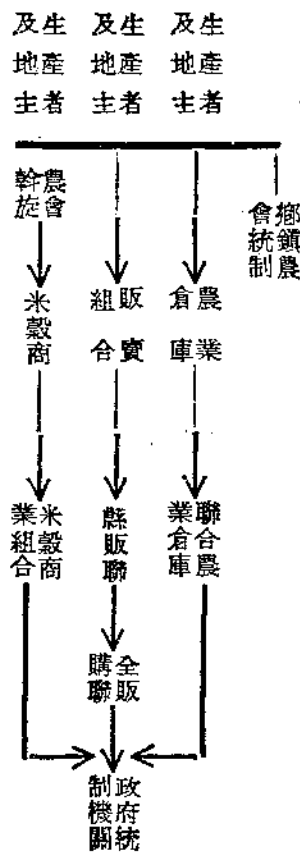 生產者
及地主
生產者
及地主
生產者
及地主
鄉鎮農
會統制
農業
倉庫
販賣
組合
農會
幹旋
米穀商
聯合農
業倉庫
縣販聯
米穀商
業組合
全販
購聯
政府統
制機關